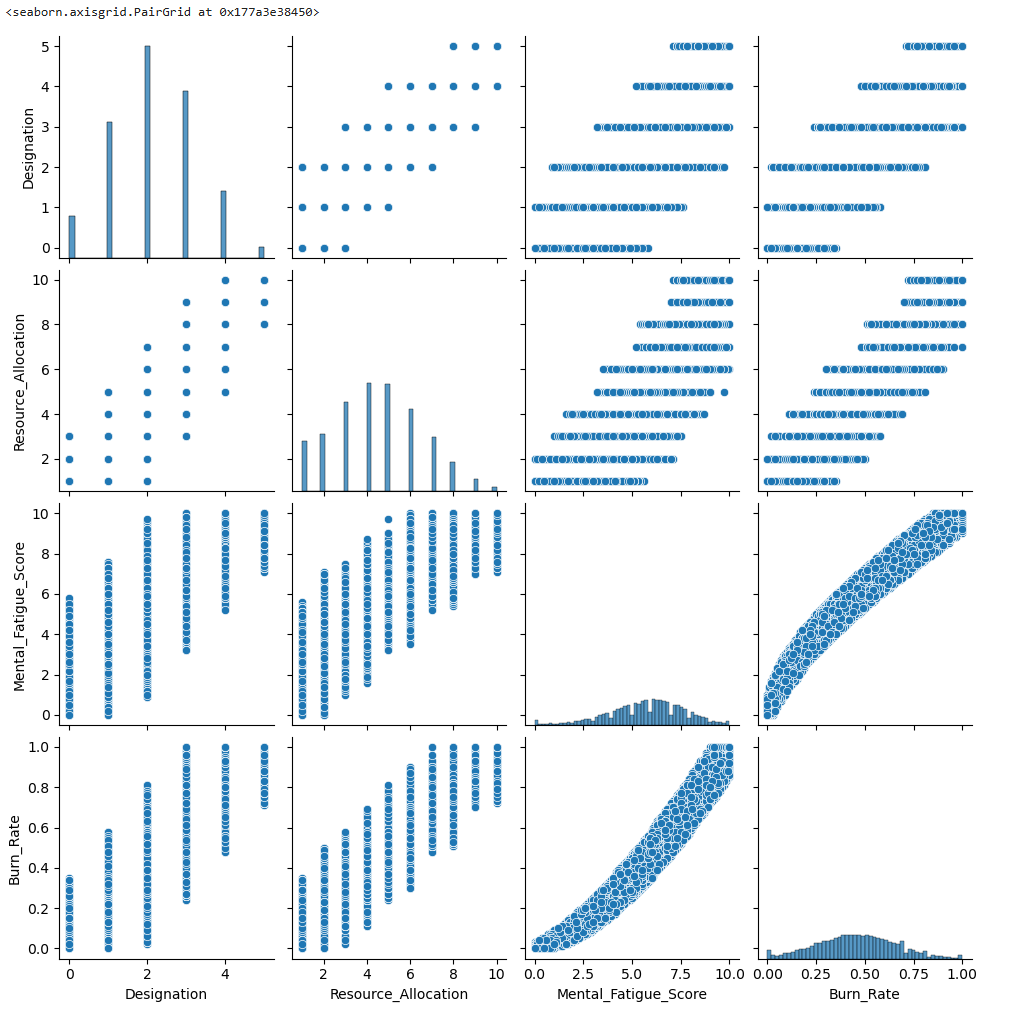 <seaborn.axisgrid.PairGrid at 0x177a3e38450>
5
4
3
2
1
0
Designation
10
8
6
4
2
Resource_Allocation
10
8
6
4
2
0
Mental_Fatigue_Score
1.0
0.8
0.6
0.4
0.2
0.0
Burn_Rate
0 2 4
2 4 6 8 10
0.0 2.5 5.0 7.5 10.0
0.00 0.25 0.50 0.75 1.00
Designation
Resource_Allocation
Mental_Fatigue_Score
Burn_Rate